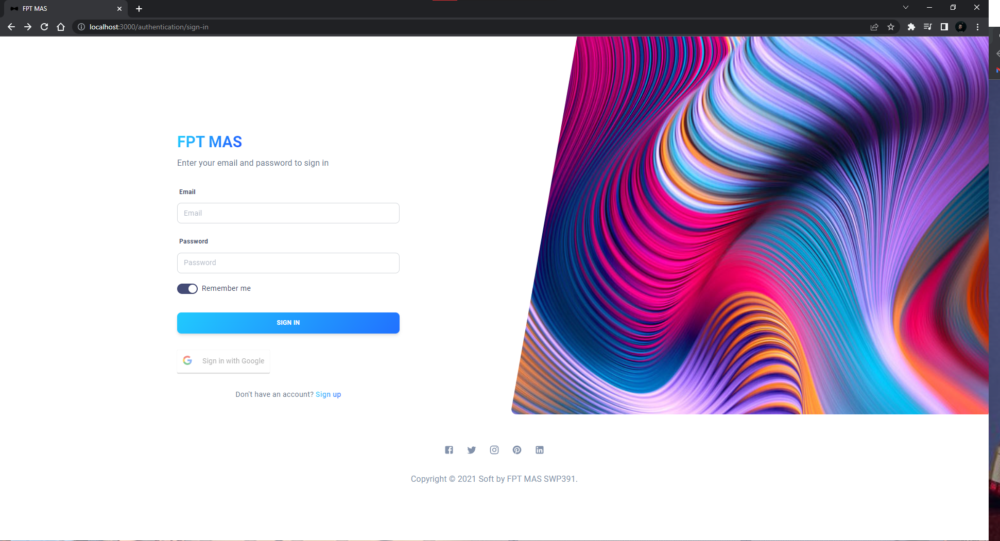 FPT MAS
localhost:3000/authentication/sign-in
FPT MAS
Enter your email and password to sign in
Email
Email
Password
Password
Remember me
SIGN IN
Sign in with Google
Don't have an account? Sign up
Copyright © 2021 Soft by FPT MAS SWP391.